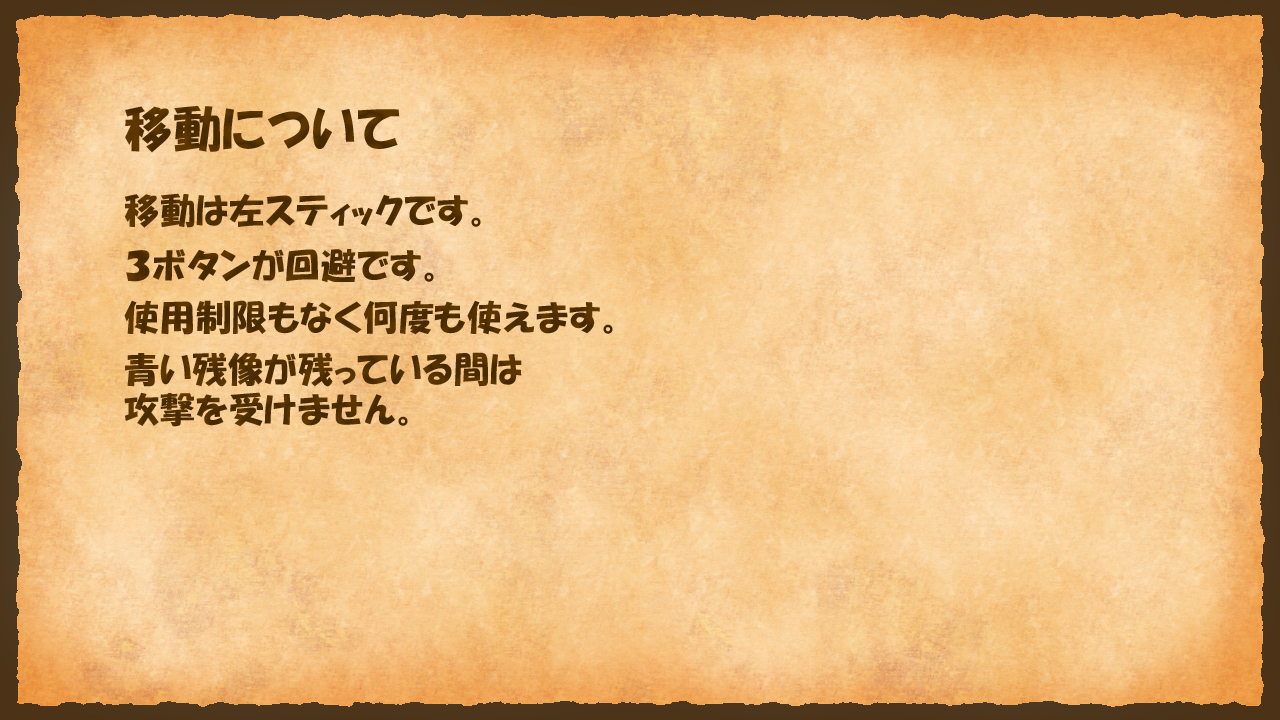 移動について
移動は左スティックです。
3ボタンが回避です。
使用制限もなく何度も使えます。
青い残像が残っている間は
攻撃を受けません。